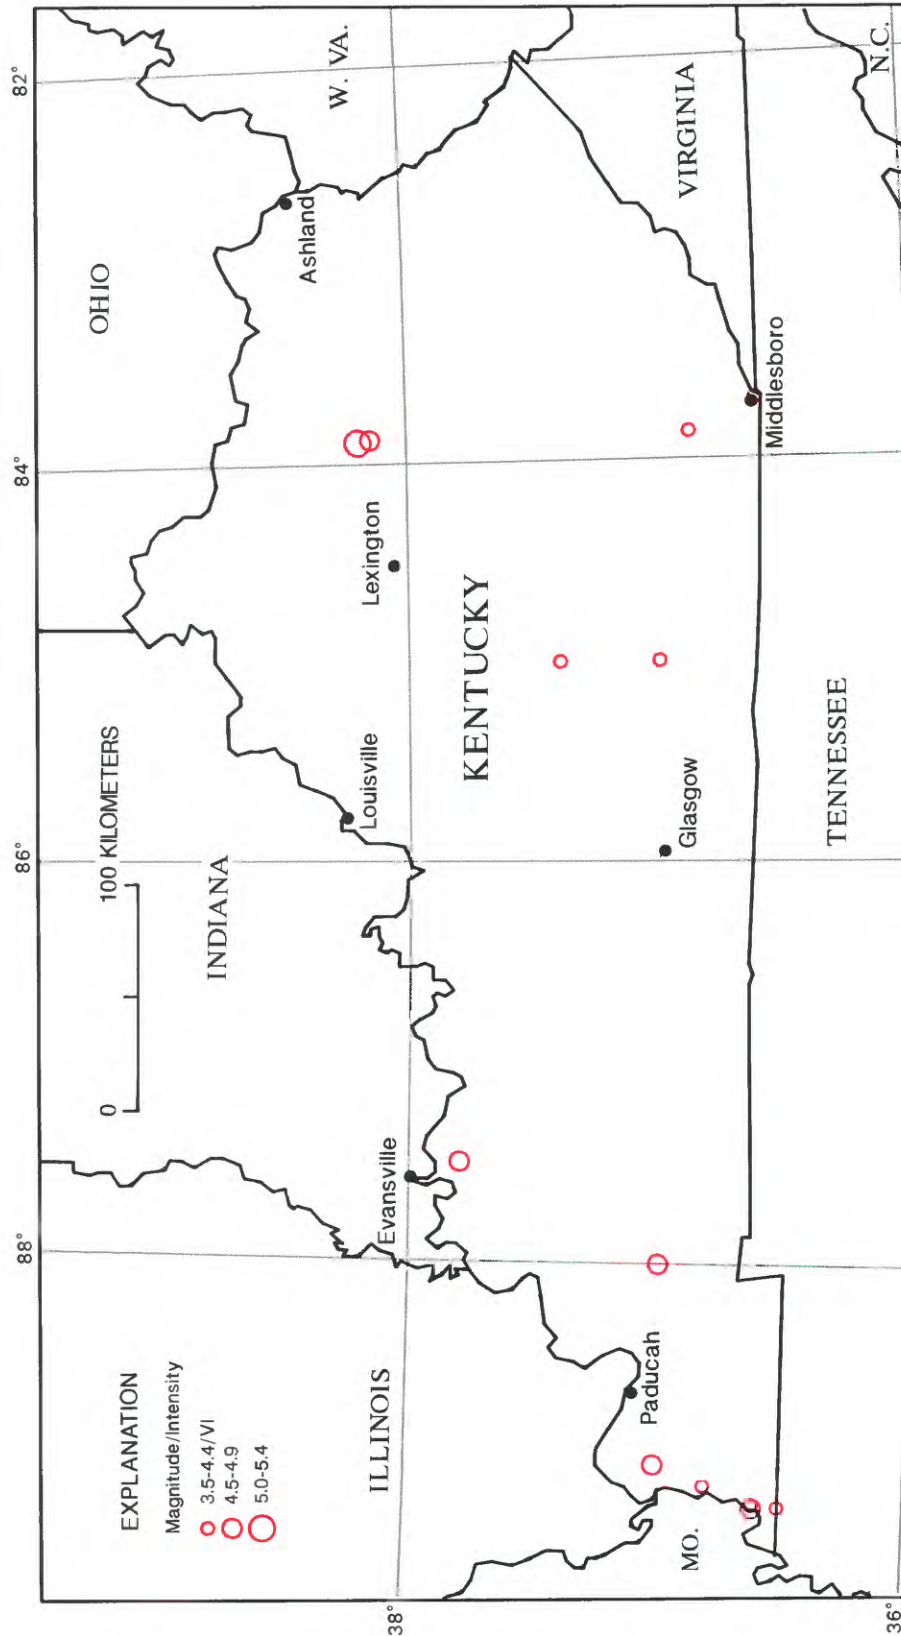 88°
86°
84°
82°
EXPLANATION
Magnitude/Intensity
3.5-4.4/VI
4.5-4.9
5.0-5.4
0
100 KILOMETERS
OHIO
INDIANA
W. VA.
ILLINOIS
Evansville
Louisville
Lexington
Ashland
38°
KENTUCKY
VIRGINIA
Paducah
Glasgow
Middlesboro
MO.
TENNESSEE
N.C.
36°